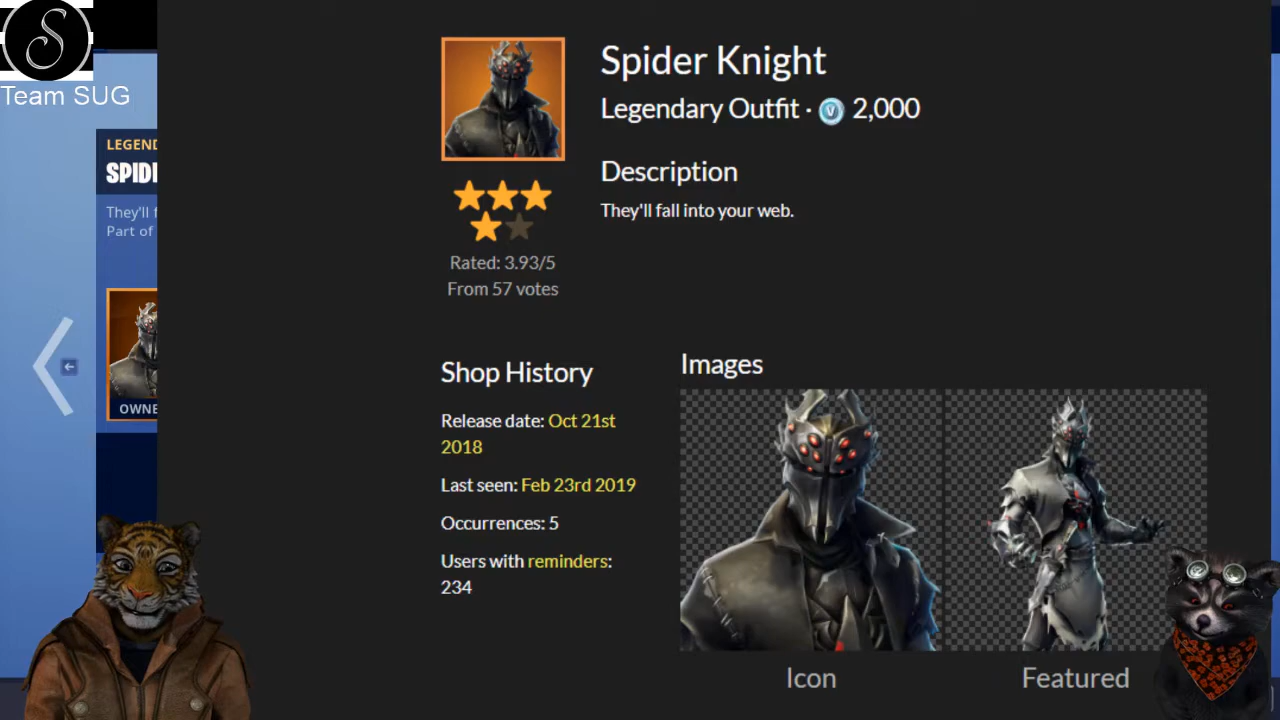 S
Team SUG
LEGEND
SPID
They'll f
Part of
OWNE
Spider Knight
Legendary Outfit · V 2,000
Description
They'll fall into your web.
Rated: 3.93/5
From 57 votes
Shop History
Release date: Oct 21st
2018
Last seen: Feb 23rd 2019
Occurrences: 5
Users with reminders:
234
Images
Icon
Featured